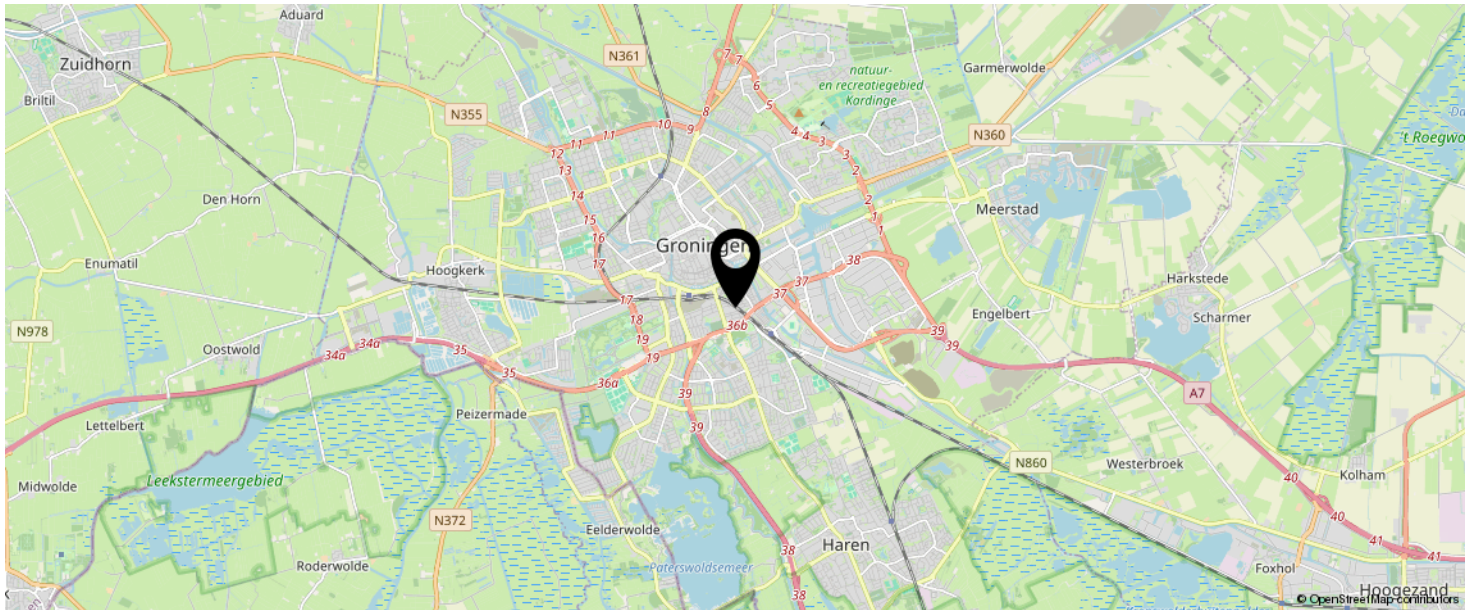 Aduard
Zuidhorn
N361
7
7
natuur-
en recreatiegebied
Kardinge
Garmerwolde
6
Briltil
N355
5
8
10
9
11
11
12
4
4
3
N360
't Roegwo
3
13
2
14
2
Den Horn
Meerstad
15
1
1
16
Groningen
Enumatil
17
38
Hoogkerk
37
37
Harkstede
17
N978
18
36b
Engelbert
Scharmer
39
19
39
34a
34a
35
Oostwold
19
35
36a
39
A7
Peizermade
Lettelbert
39
Leekstermeergebied
Midwolde
N860
Westerbroek
40
Kolham
N372
40
Eelderwolde
38
Haren
41
41
Roderwolde
Paterswoldsemeer
38
Foxhol
Hoogezand
© OpenStreetMap contributors